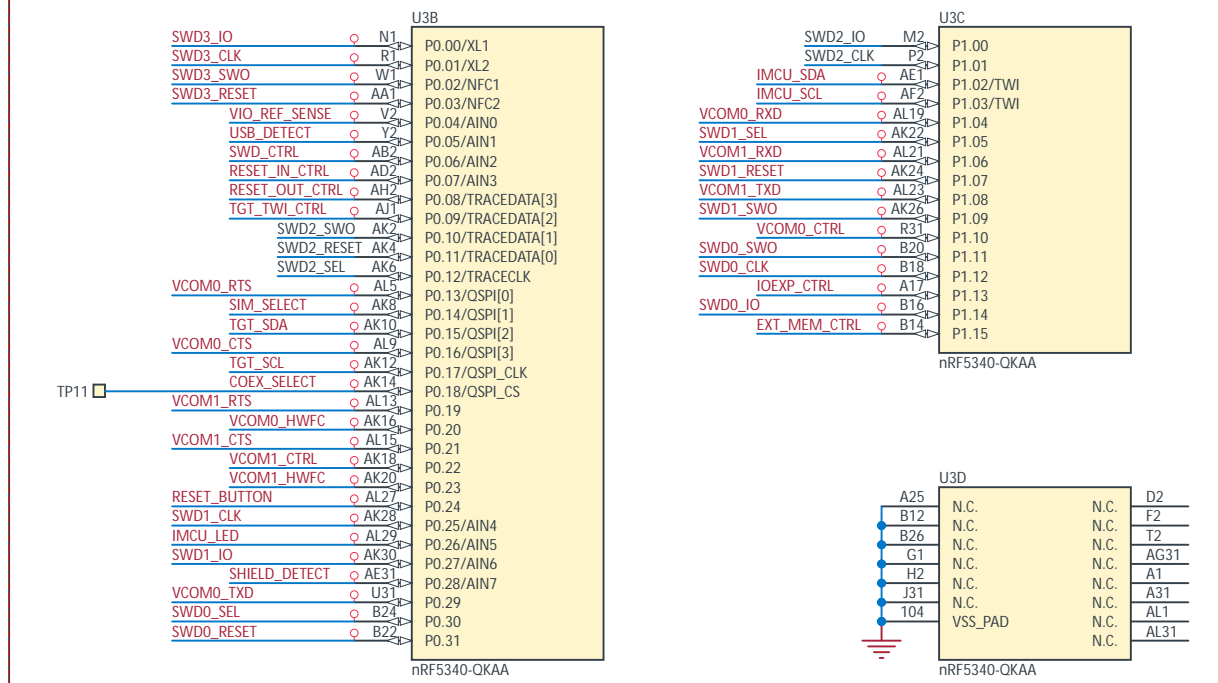 U3B
SWD3_IO N1 P0.00/XL1
SWD3_CLK R1 P0.01/XL2
SWD3_SWO W1 P0.02/NFC1
SWD3_RESET AA1 P0.03/NFC2
VIO_REF_SENSE V2 P0.04/AIN0
USB_DETECT Y2 P0.05/AIN1
SWD_CTRL AB2 P0.06/AIN2
RESET_IN_CTRL AD2 P0.07/AIN3
RESET_OUT_CTRL AH2 P0.08/TRACEDATA[3]
TGT_TWI_CTRL AJ1 P0.09/TRACEDATA[2]
SWD2_SWO AK2 P0.10/TRACEDATA[1]
SWD2_RESET AK4 P0.11/TRACEDATA[0]
SWD2_SEL AK6 P0.12/TRACECLK
VCOM0_RTS AL5 P0.13/QSPI[0]
SIM_SELECT AK8 P0.14/QSPI[1]
TGT_SDA AK10 P0.15/QSPI[2]
VCOM0_CTS AL9 P0.16/QSPI[3]
TGT_SCL AK12 P0.17/QSPI_CLK
TP11 COEX_SELECT AK14 P0.18/QSPI_CS
VCOM1_RTS AL13 P0.19
VCOM0_HWFC AK16 P0.20
VCOM1_CTS AL15 P0.21
VCOM1_CTRL AK18 P0.22
VCOM1_HWFC AK20 P0.23
RESET_BUTTON AL27 P0.24
SWD1_CLK AK28 P0.25/AIN4
IMCU_LED AL29 P0.26/AIN5
SWD1_IO AK30 P0.27/AIN6
SHIELD_DETECT AE31 P0.28/AIN7
VCOM0_TXD U31 P0.29
SWD0_SEL B24 P0.30
SWD0_RESET B22 P0.31
nRF5340-QKAA
U3C
SWD2_IO M2 P1.00
SWD2_CLK P2 P1.01
IMCU_SDA AE1 P1.02/TWI
IMCU_SCL AF2 P1.03/TWI
VCOM0_RXD AL19 P1.04
SWD1_SEL AK22 P1.05
VCOM1_RXD AL21 P1.06
SWD1_RESET AK24 P1.07
VCOM1_TXD AL23 P1.08
SWD1_SWO AK26 P1.09
VCOM0_CTRL R31 P1.10
SWD0_SWO B20 P1.11
SWD0_CLK B18 P1.12
IOEXP_CTRL A17 P1.13
SWD0_IO B16 P1.14
EXT_MEM_CTRL B14 P1.15
nRF5340-QKAA
U3D
A25 N.C. N.C. D2
B12 N.C. N.C. F2
B26 N.C. N.C. T2
G1 N.C. N.C. AG31
H2 N.C. N.C. A1
J31 N.C. N.C. A31
104 VSS_PAD N.C. AL1
N.C. AL31
nRF5340-QKAA